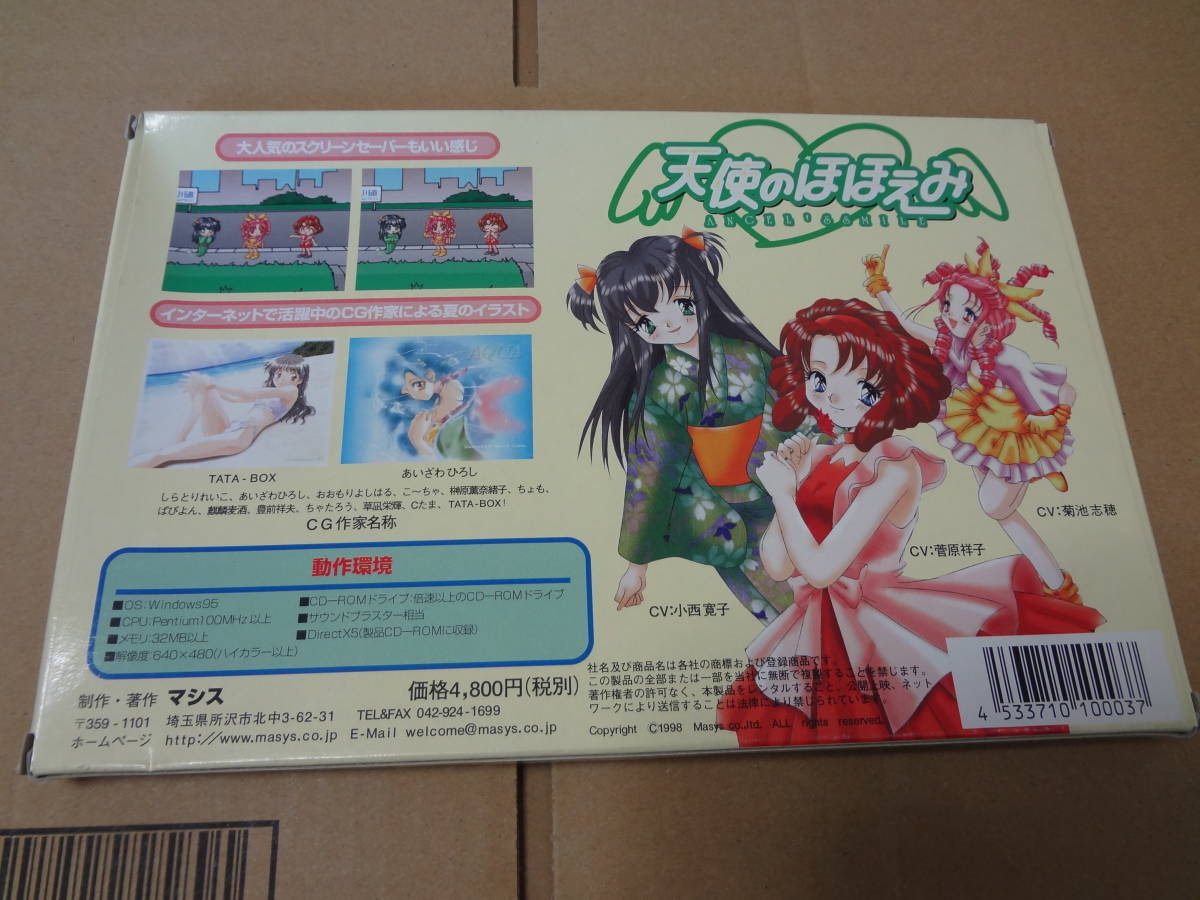 大人気のスクリーンセーバーもいい感じ
インターネットで活躍中のCG作家による夏のイラスト
AQUA
TATA-BOX
あいざわひろし
しらとりれいこ、あいざわひろし、おおもりよしはる、こ〜ちゃ、榊原薫奈緒子、ちょも、
ぱぴよん、麒麟麦酒、豊前祥夫、ちゃたろう、草凪栄輝、Cたま、TATA-BOX!
CG作家名称
動作環境
■OS:Windows95
■CPU:Pentium100MHz以上
■メモリ:32MB以上
■解像度:640×480(ハイカラー以上)
■CD-ROMドライブ:倍速以上のCD-ROMドライブ
■サウンドブラスター相当
■DirectX5(製品CD-ROMに収録)
制作・著作 マシス
価格4,800円(税別)
〒359-1101 埼玉県所沢市北中3-62-31 TEL&FAX 042-924-1699
ホームページ http://www.masys.co.jp E-Mail welcome@masys.co.jp
天使のほほえみ
ANGEL'S SMILE
CV:菊池志穂
CV:菅原祥子
CV:小西寛子
社名及び商品名は各社の商標および登録商品です。
この製品の全部または一部を当社に無断で複製することを禁じます。
著作権者の許可なく、本製品をレンタルすること、公開上映、ネット
ワークにより送信することは法律により禁じられています。
Copyright ©1998 Masys co.,ltd. ALL rights reserved.
4 533710 100037